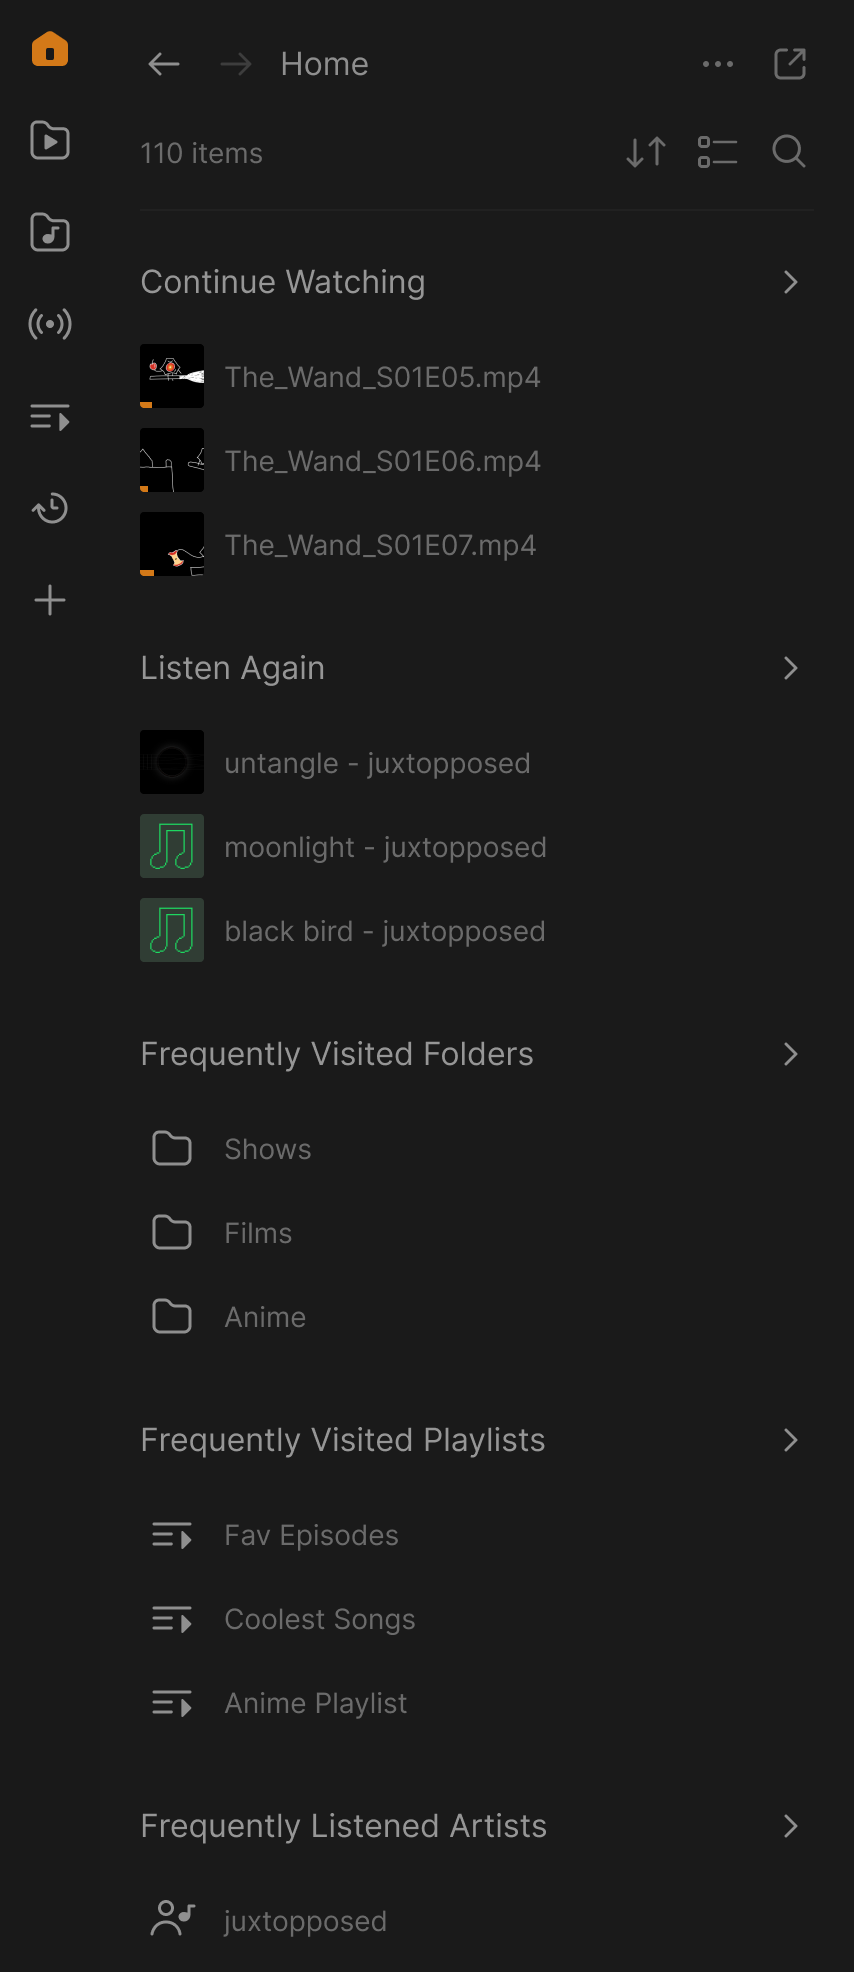 Home
110 items
Continue Watching
The_Wand_S01E05.mp4
The_Wand_S01E06.mp4
The_Wand_S01E07.mp4
Listen Again
untangle - juxtopposed
moonlight - juxtopposed
black bird - juxtopposed
Frequently Visited Folders
Shows
Films
Anime
Frequently Visited Playlists
Fav Episodes
Coolest Songs
Anime Playlist
Frequently Listened Artists
juxtopposed